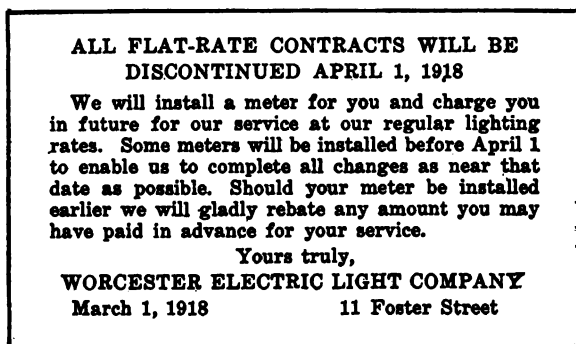 ALL FLAT-RATE CONTRACTS WILL BE
DISCONTINUED APRIL 1, 1918
We will install a meter for you and charge you
in future for our service at our regular lighting
rates. Some meters will be installed before April 1
to enable us to complete all changes as near that
date as possible. Should your meter be installed
earlier we will gladly rebate any amount you may
have paid in advance for your service.
Yours truly,
WORCESTER ELECTRIC LIGHT COMPANY
March 1, 1918 11 Foster Street